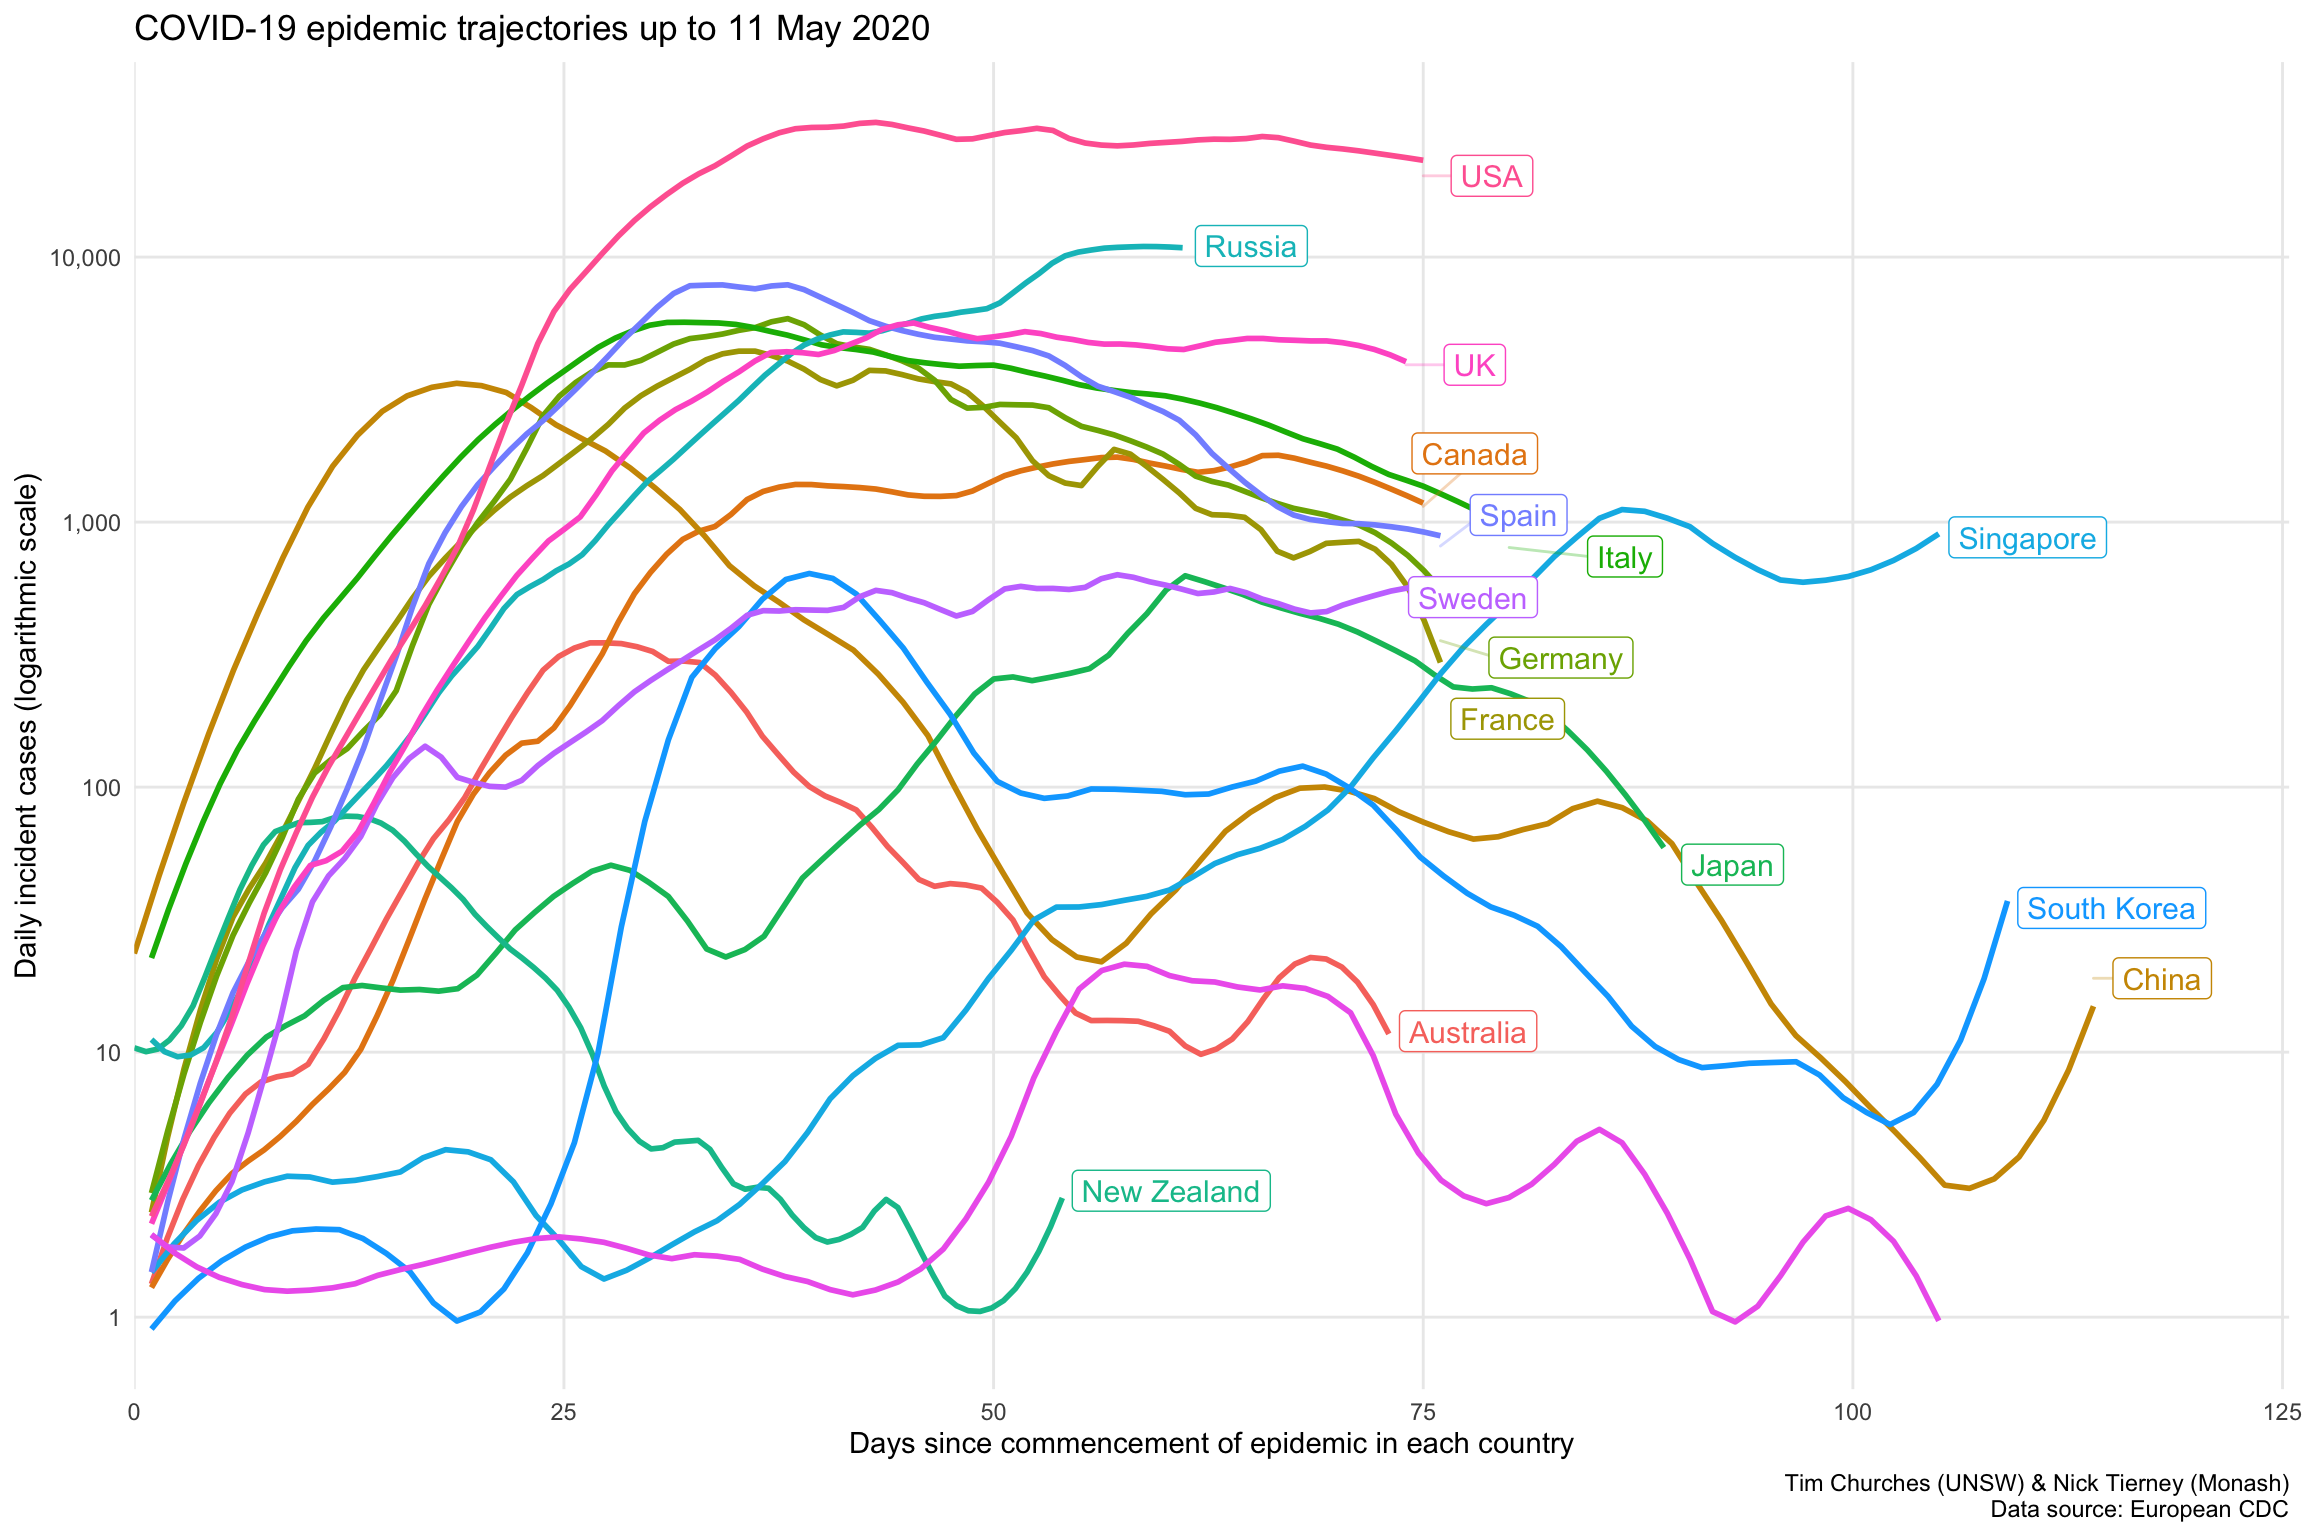 COVID-19 epidemic trajectories up to 11 May 2020
Daily incident cases (logarithmic scale)
10,000
1,000
100
10
1
USA
Russia
UK
Canada
Spain
Singapore
Italy
Sweden
Germany
France
Japan
South Korea
China
Australia
New Zealand
0
25
50
75
100
125
Days since commencement of epidemic in each country
Tim Churches (UNSW) & Nick Tierney (Monash)
Data source: European CDC